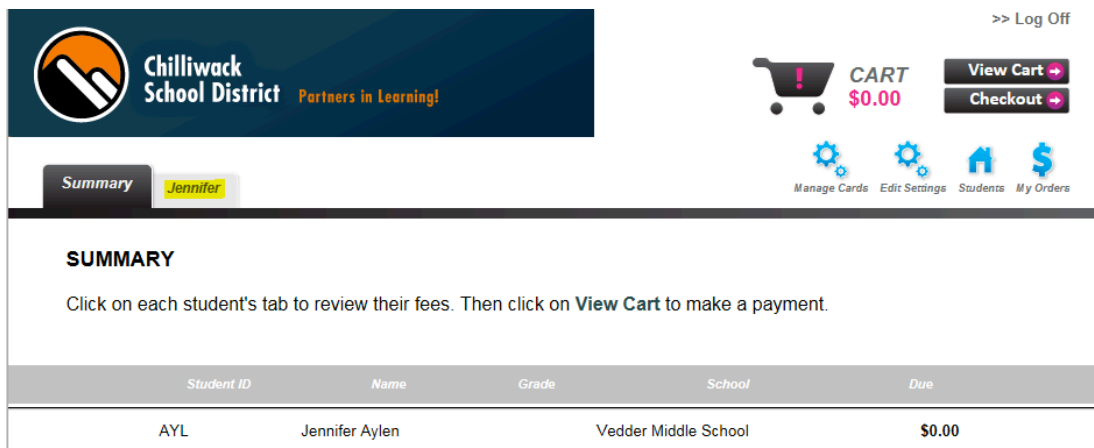 >> Log Off
Chilliwack
School District Partners in Learning!
CART
$0.00
View Cart
Checkout
Summary
Jennifer
Manage Cards Edit Settings Students My Orders
SUMMARY
Click on each student's tab to review their fees. Then click on View Cart to make a payment.
Student ID Name Grade School Due
AYL Jennifer Aylen Vedder Middle School $0.00